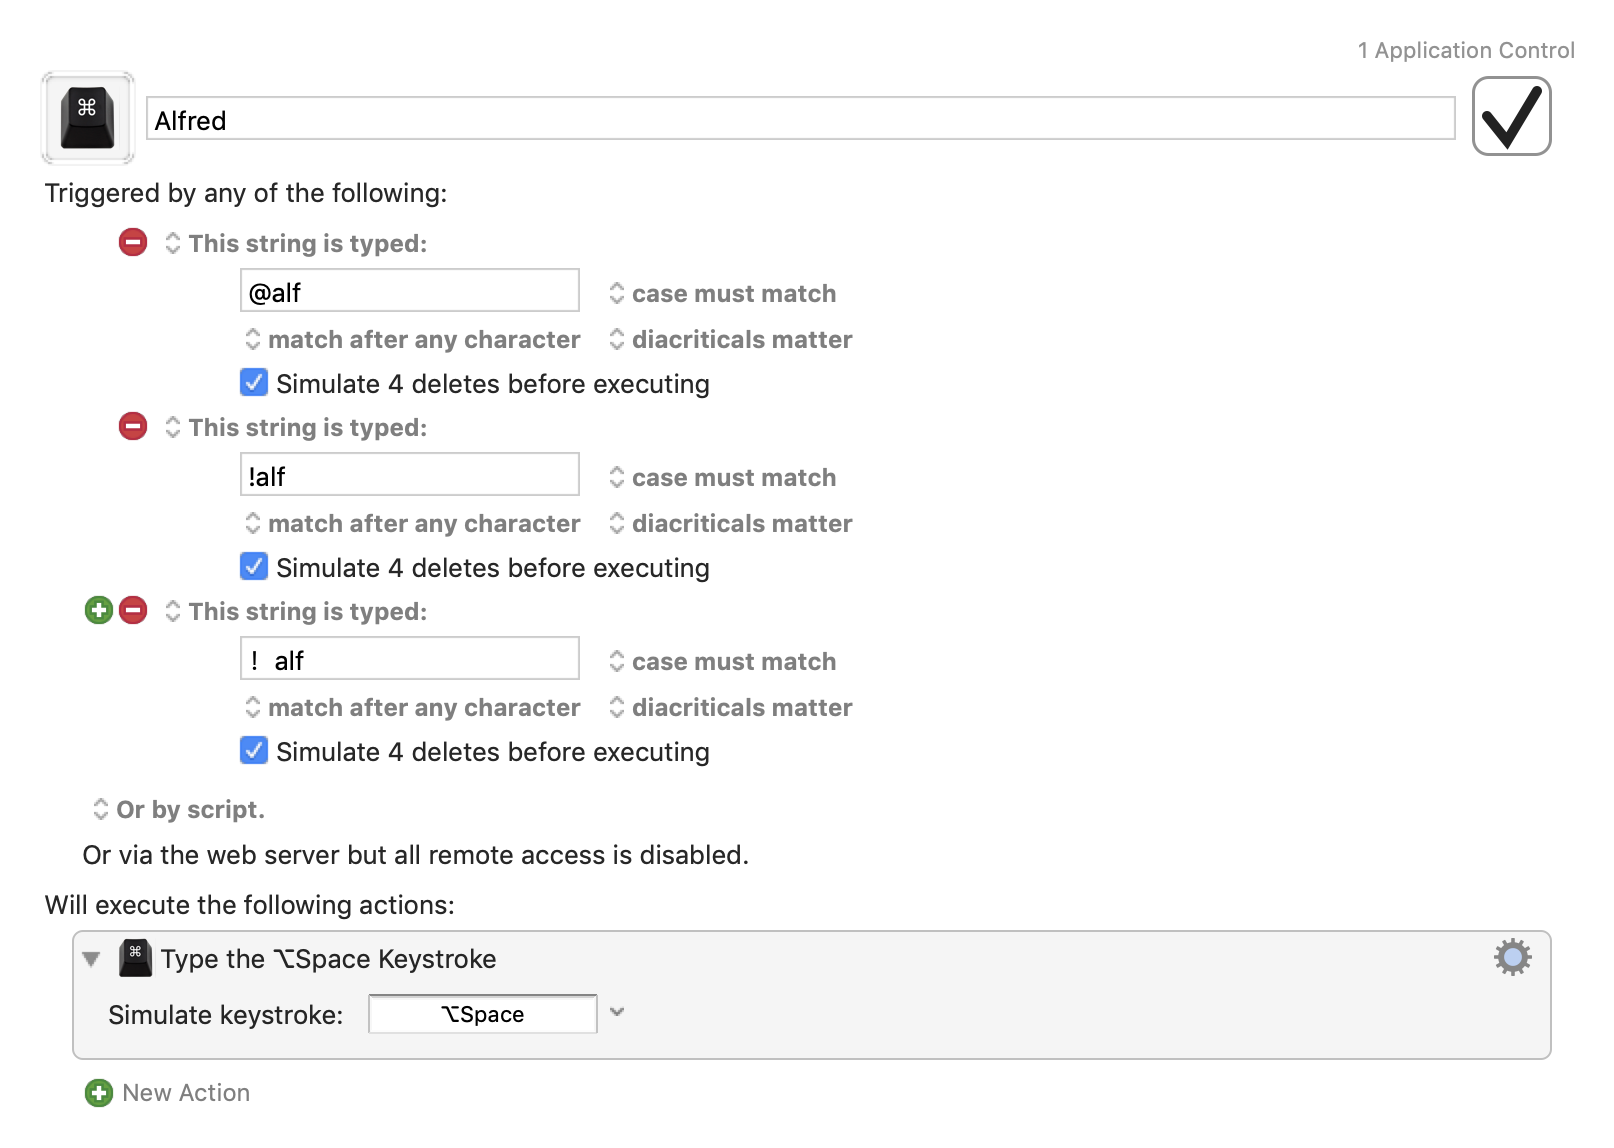 1 Application Control
⌘
Alfred
Triggered by any of the following:
This string is typed:
@alf
case must match
match after any character
diacriticals matter
Simulate 4 deletes before executing
This string is typed:
!alf
case must match
match after any character
diacriticals matter
Simulate 4 deletes before executing
This string is typed:
! alf
case must match
match after any character
diacriticals matter
Simulate 4 deletes before executing
Or by script.
Or via the web server but all remote access is disabled.
Will execute the following actions:
⌘
Type the ⌥Space Keystroke
Simulate keystroke:
⌥Space
New Action